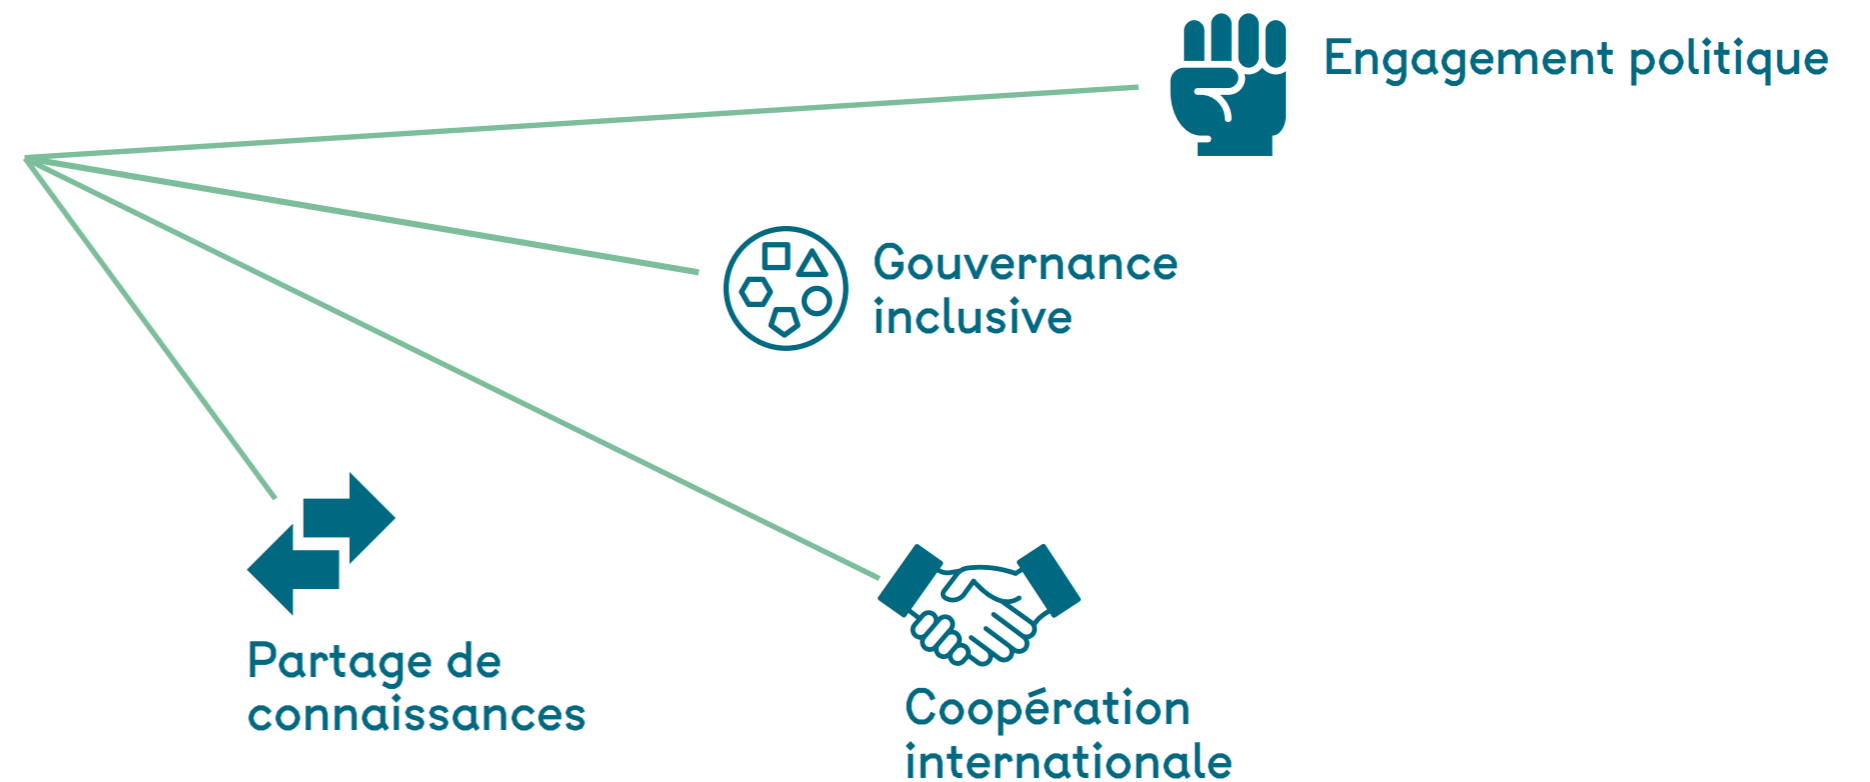 Engagement politique
Gouvernance
inclusive
Partage de
connaissances
Coopération
internationale